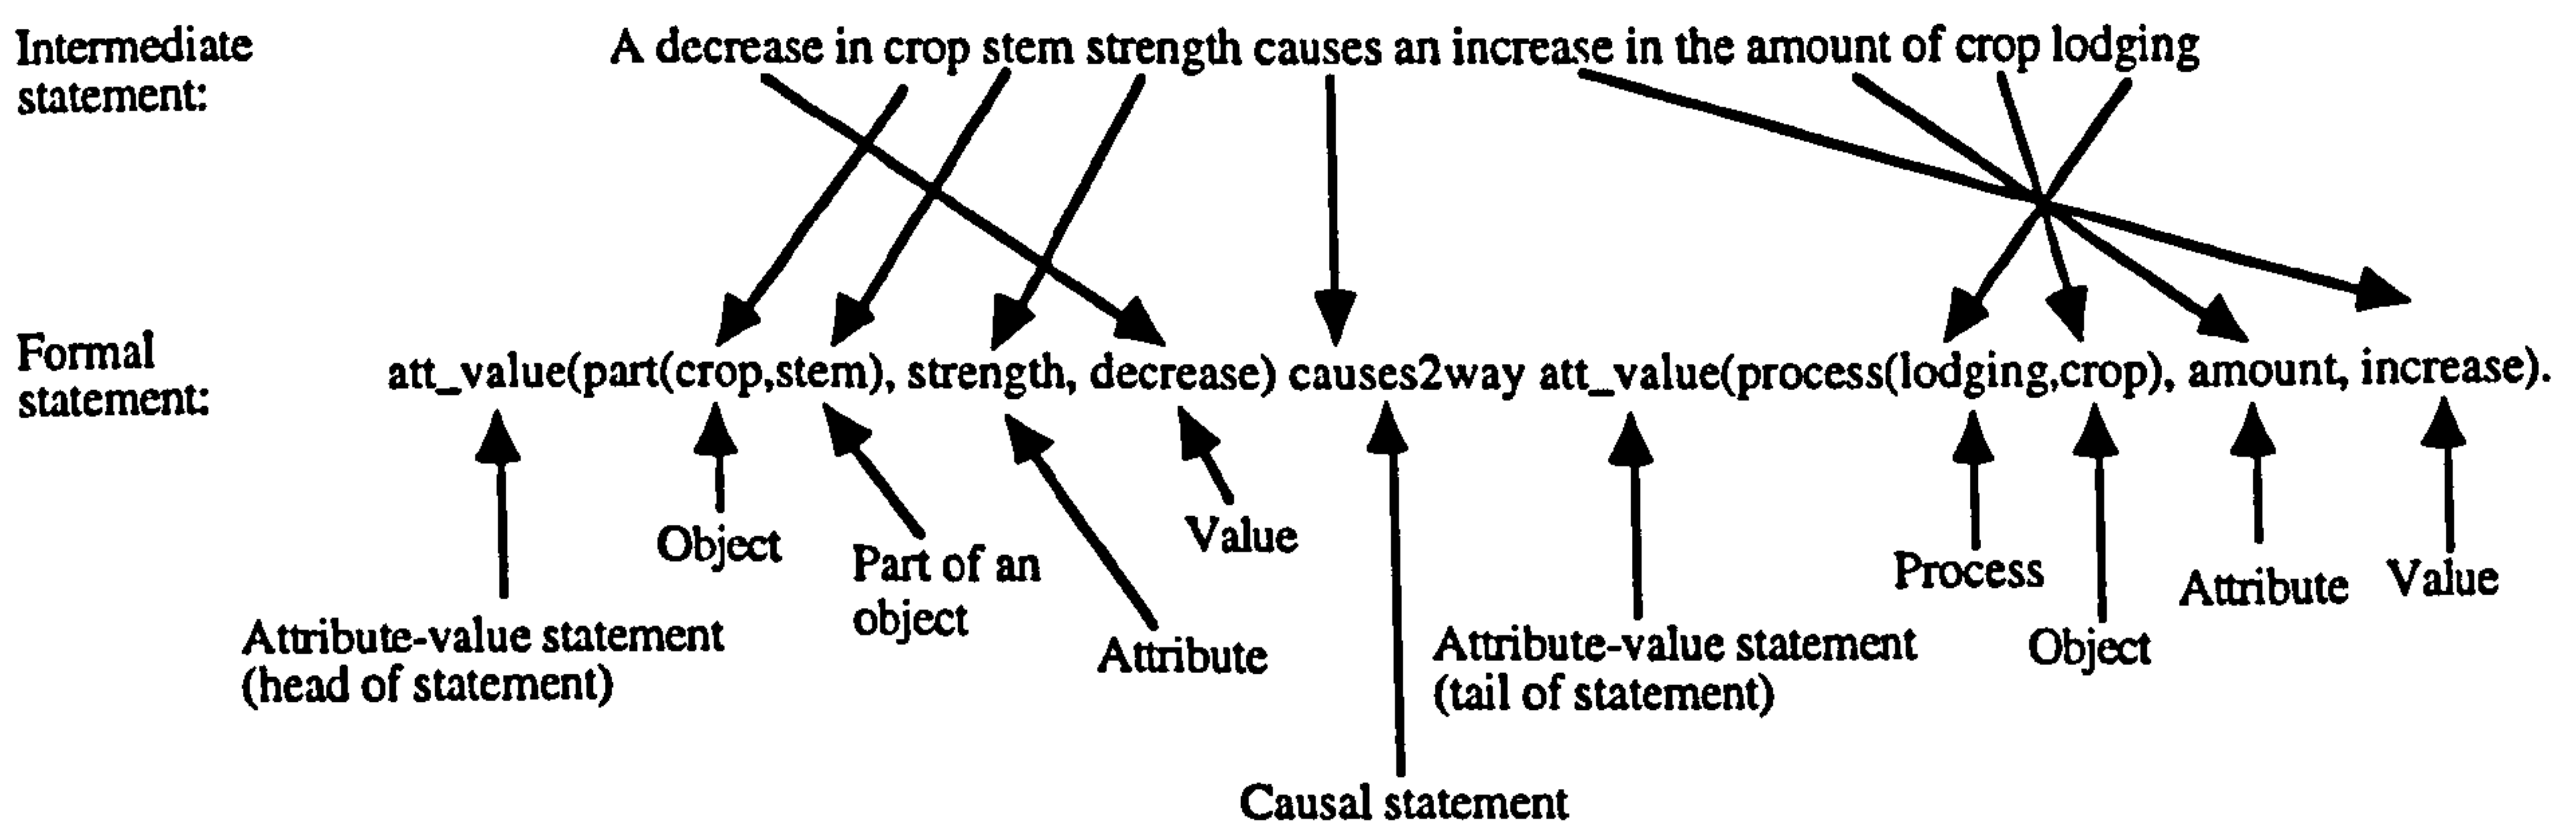 Intermediate
statement:
A decrease in crop stem strength causes an increase in the amount of crop lodging
Formal
statement:
att_value(part(crop,stem), strength, decrease) causes2way att_value(process(lodging,crop), amount, increase).
Object
Part of an
object
Value
Attribute
Attribute-value statement
(head of statement)
Causal statement
Attribute-value statement
(tail of statement)
Process
Object
Attribute
Value